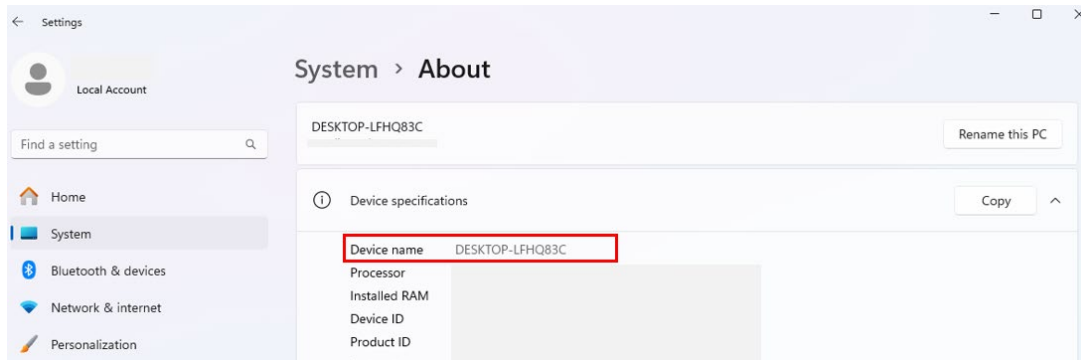 Settings
Local Account
Find a setting
Home
System
Bluetooth & devices
Network & internet
Personalization
System > About
DESKTOP-LFHQ83C
Rename this PC
Device specifications
Copy
Device name DESKTOP-LFHQ83C
Processor
Installed RAM
Device ID
Product ID